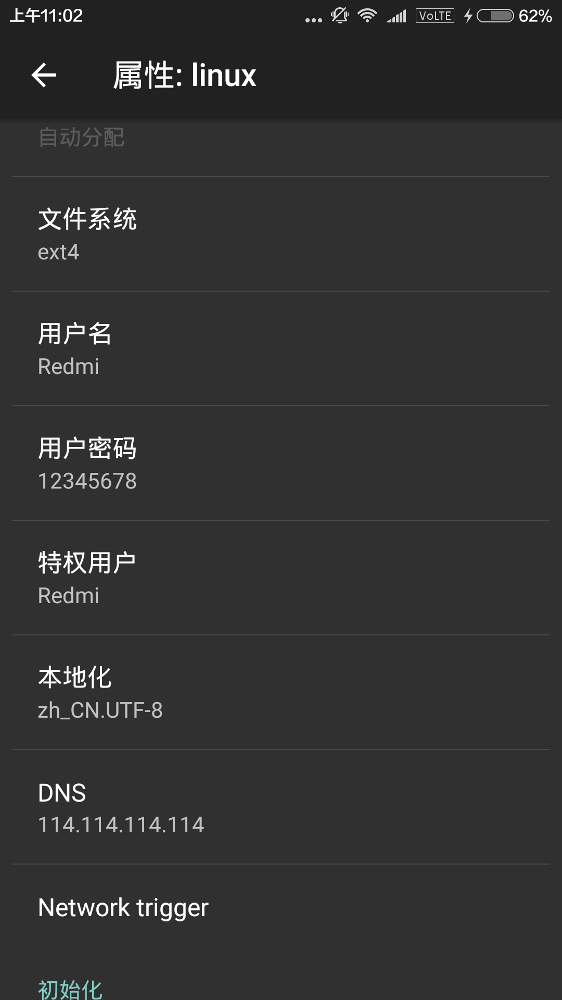 上午11:02
... VoLTE 62%
属性: linux
自动分配
文件系统
ext4
用户名
Redmi
用户密码
12345678
特权用户
Redmi
本地化
zh_CN.UTF-8
DNS
114.114.114.114
Network trigger
初始化